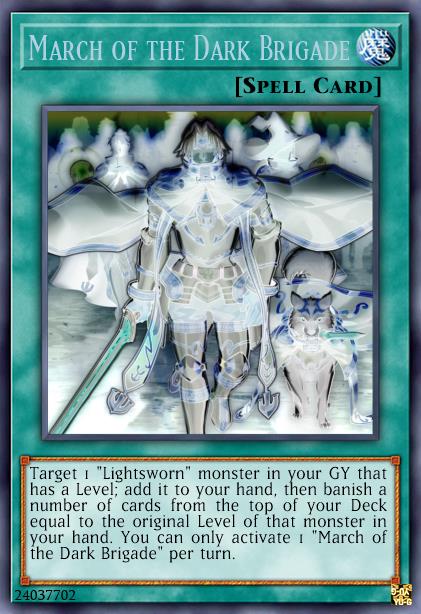 MARCH OF THE DARK BRIGADE 魔
[SPELL CARD]
Target 1 "Lightsworn" monster in your GY that
has a Level; add it to your hand, then banish a
number of cards from the top of your Deck
equal to the original Level of that monster in
your hand. You can only activate 1 "March of
the Dark Brigade" per turn.
24037702